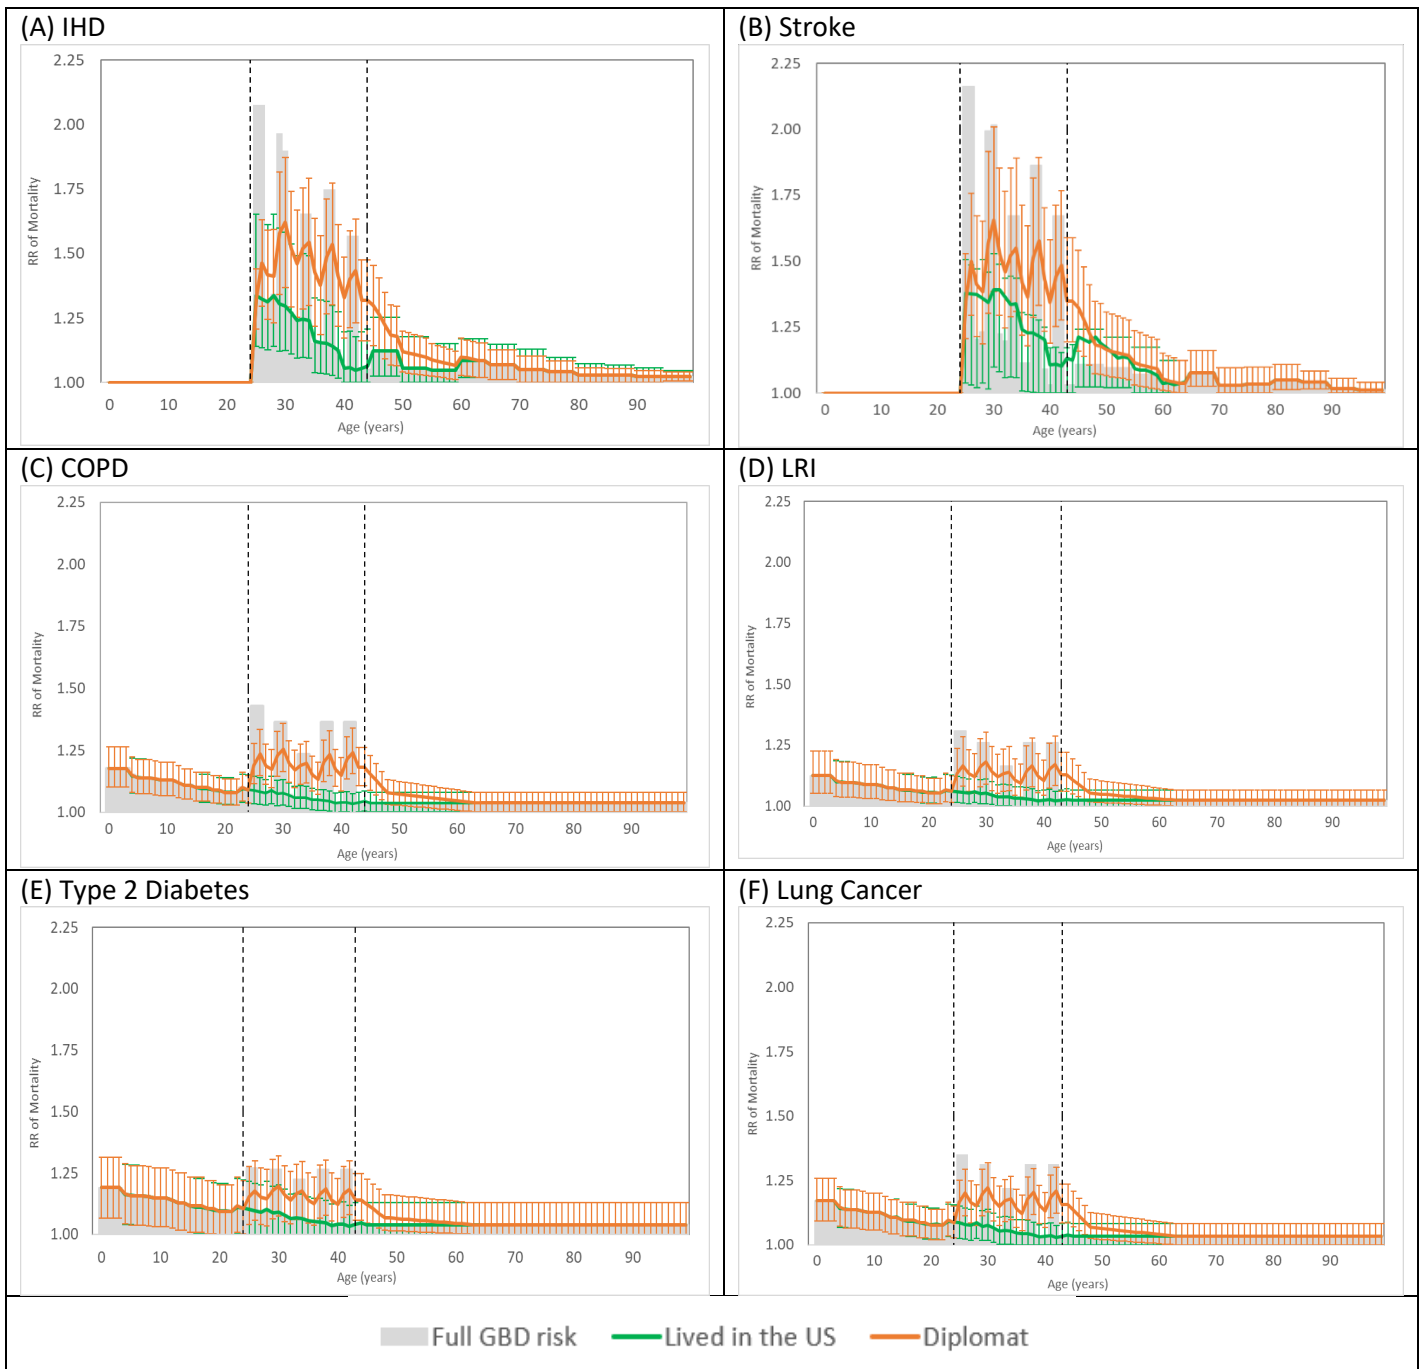 (A) IHD
2.25
2.00
1.75
1.50
1.25
1.00
RR of Mortality
0 10 20 30 40 50 60 70 80 90
Age (years)
(B) Stroke
2.25
2.00
1.75
1.50
1.25
1.00
RR of Mortality
0 10 20 30 40 50 60 70 80 90
Age (years)
(C) COPD
2.25
2.00
1.75
1.50
1.25
1.00
RR of Mortality
0 10 20 30 40 50 60 70 80 90
Age (years)
(D) LRI
2.25
2.00
1.75
1.50
1.25
1.00
RR of Mortality
0 10 20 30 40 50 60 70 80 90
Age (years)
(E) Type 2 Diabetes
2.25
2.00
1.75
1.50
1.25
1.00
RR of Mortality
0 10 20 30 40 50 60 70 80 90
Age (years)
(F) Lung Cancer
2.25
2.00
1.75
1.50
1.25
1.00
RR of Mortality
0 10 20 30 40 50 60 70 80 90
Age (years)
Full GBD risk Lived in the US Diplomat